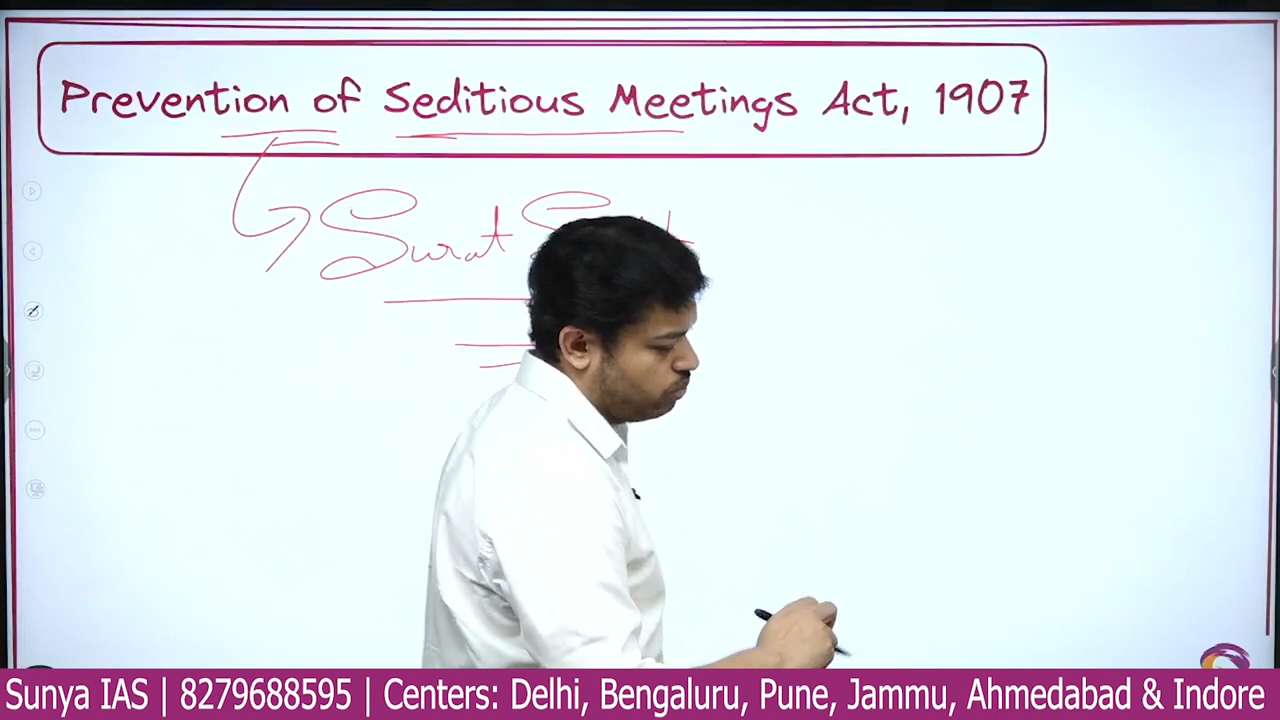 Prevention of Seditious Meetings Act, 1907
Surat
Sunya IAS | 8279688595 | Centers: Delhi, Bengaluru, Pune, Jammu, Ahmedabad & Indore